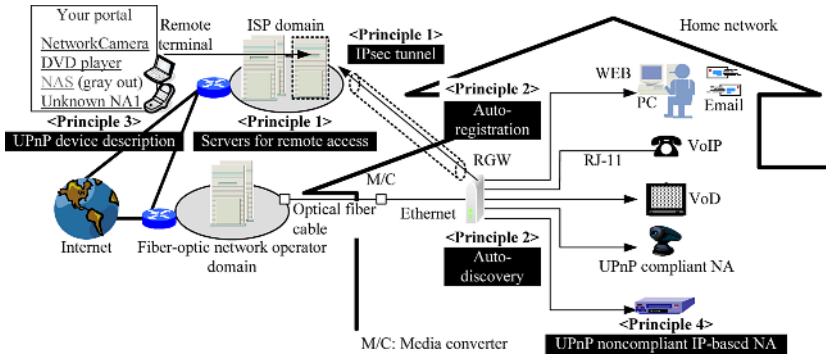 Your portal
NetworkCamera
DVD player
NAS (gray out)
Unknown NA1
Remote
terminal
ISP domain
<Principle 1>
IPsec tunnel
Home network
<Principle 2>
Auto-
registration
WEB
PC
Email
<Principle 3>
UPnP device description
<Principle 1>
Servers for remote access
RGW
RJ-11
VoIP
M/C
VoD
Optical fiber
cable
Ethernet
Internet
Fiber-optic network operator
domain
<Principle 2>
Auto-
discovery
UPnP compliant NA
<Principle 4>
UPnP noncompliant IP-based NA
M/C: Media converter